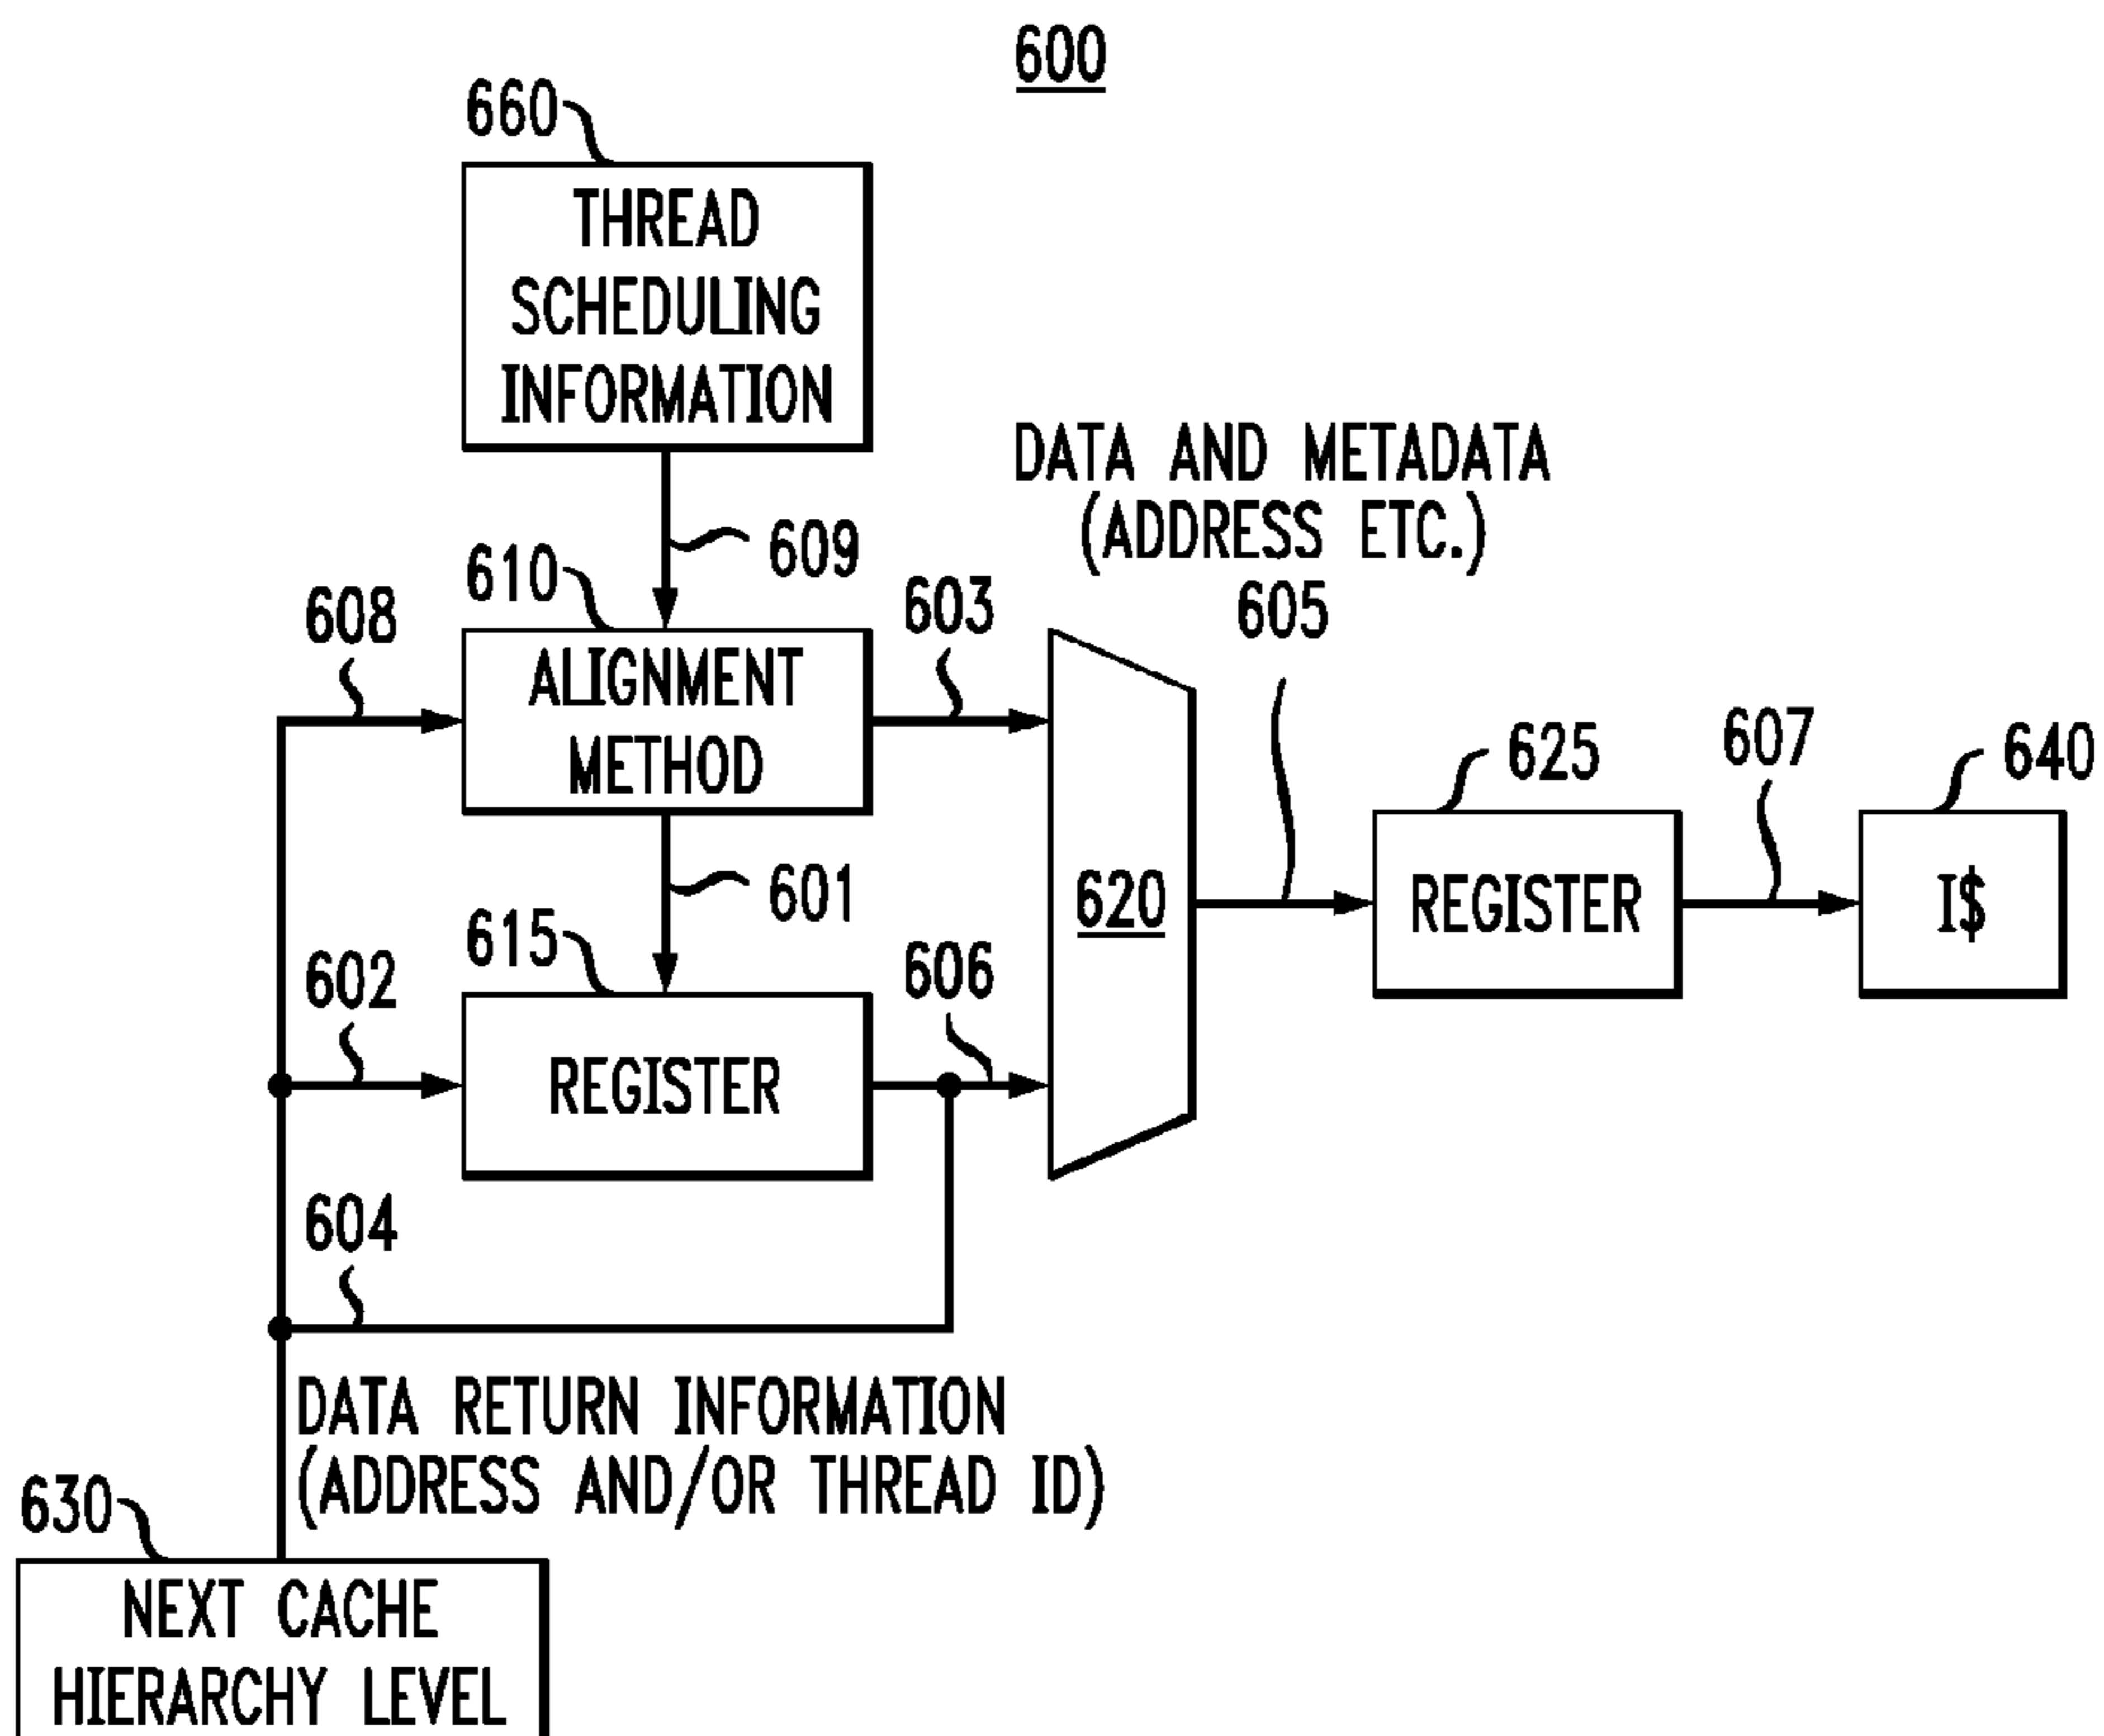 600
660
THREAD
SCHEDULING
INFORMATION
DATA AND METADATA
(ADDRESS ETC.)
609
610
608
603
605
ALIGNMENT
METHOD
625
607
640
601
615
602
606
620
REGISTER
I$
REGISTER
604
DATA RETURN INFORMATION
(ADDRESS AND/OR THREAD ID)
630
NEXT CACHE
HIERARCHY LEVEL